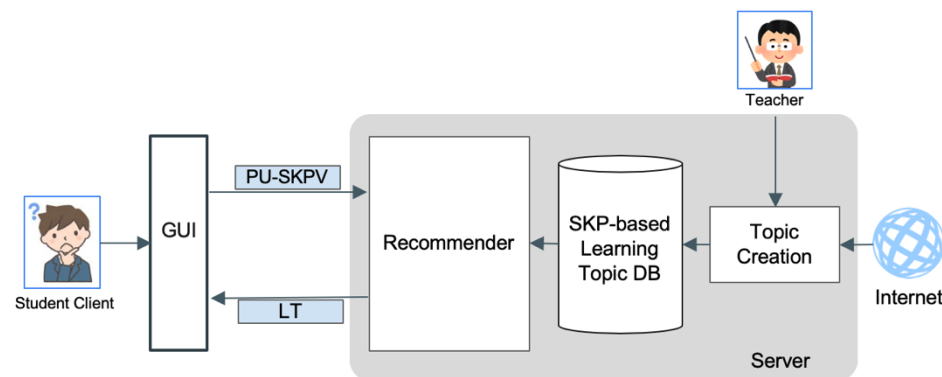 Teacher
PU-SKPV
GUI
Recommender
SKP-based
Learning
Topic DB
Topic
Creation
?
Student Client
LT
Internet
Server